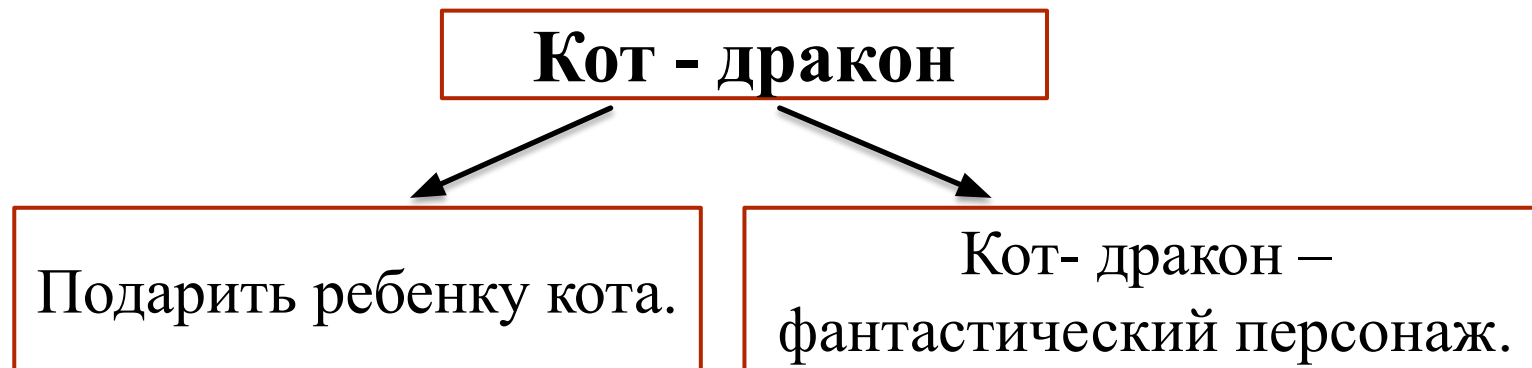 Кот - дракон
Подарить ребенку кота.
Кот- дракон –
фантастический персонаж.